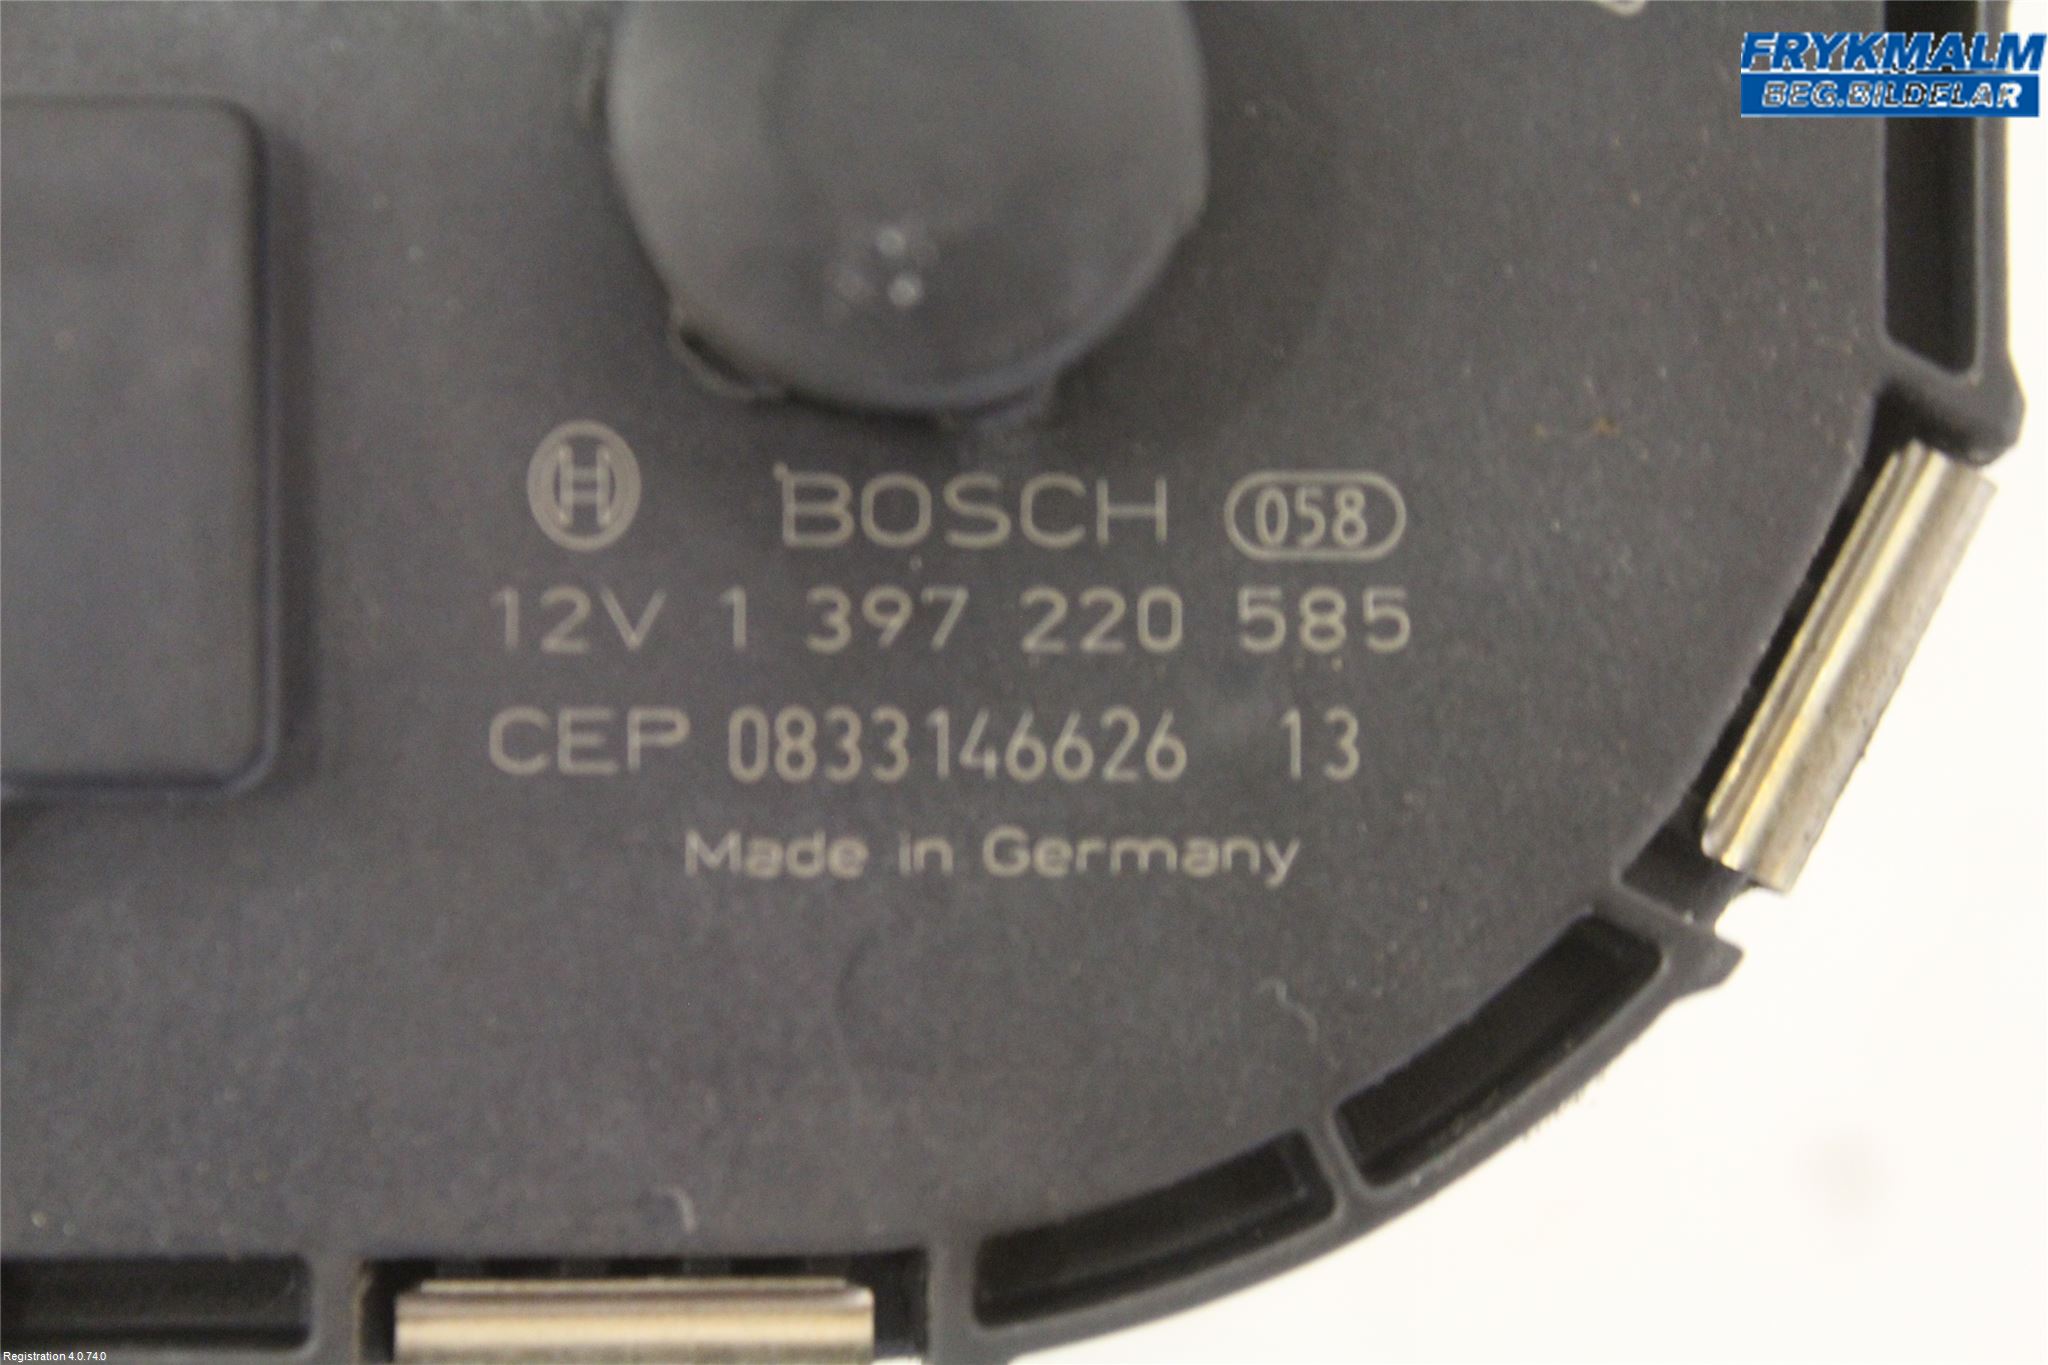 FRYKMALM
BEG.BILDELAR
BOSCH 058
12V 1 397 220 585
CEP 0833146626 13
Made in Germany
Registration 4.0.74.0